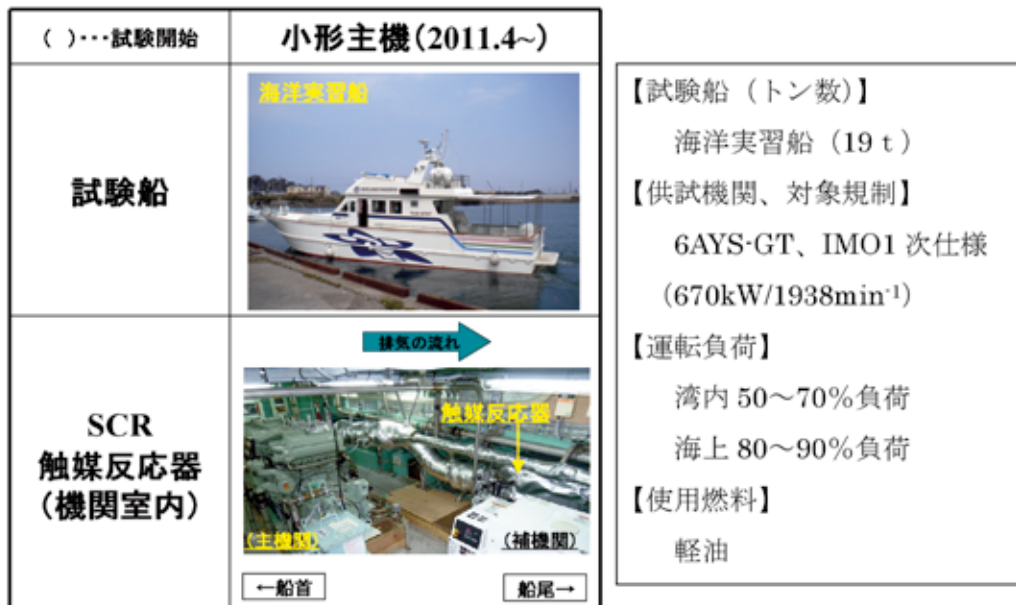 ( )…試験開始
小形主機(2011.4~)
試験船
海洋実習船
SCR
触媒反応器
(機関室内)
排気の流れ
触媒反応器
(主機関)
(補機関)
←船首
船尾→
【試験船(トン数)】
海洋実習船(19t)
【供試機関、対象規制】
6AYS-GT、IMO1次仕様
(670kW/1938min⁻¹)
【運転負荷】
湾内 50～70%負荷
海上 80～90%負荷
【使用燃料】
軽油